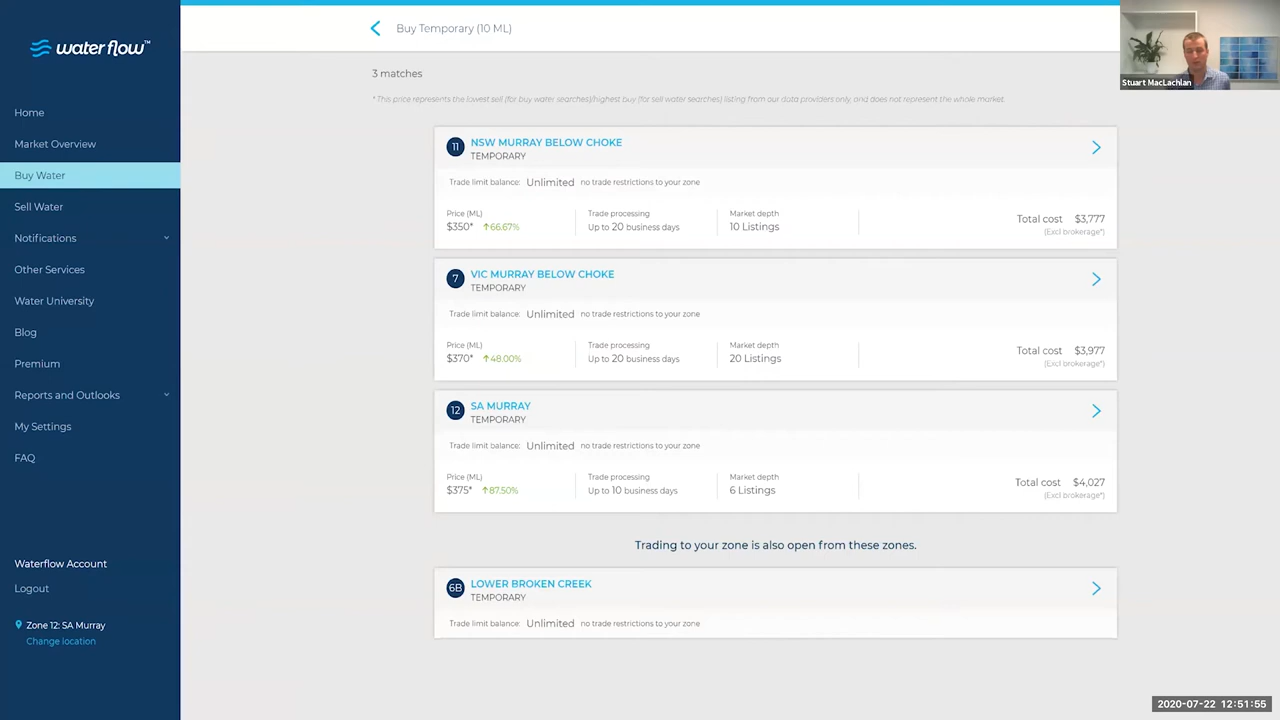 water flow™
Home
Market Overview
Buy Water
Sell Water
Notifications
Other Services
Water University
Blog
Premium
Reports and Outlooks
My Settings
FAQ
Waterflow Account
Logout
Zone 12: SA Murray
Change location
Buy Temporary (10 ML)
3 matches
* This price represents the lowest sell (for buy water searches)/highest buy (for sell water searches) listing from our data providers only, and does not represent the whole market.
11 NSW MURRAY BELOW CHOKE
TEMPORARY
Trade limit balance: Unlimited no trade restrictions to your zone
Price (ML) Trade processing Market depth Total cost $3,777
$350* ↑66.67% Up to 20 business days 10 Listings (Excl brokerage*)
7 VIC MURRAY BELOW CHOKE
TEMPORARY
Trade limit balance: Unlimited no trade restrictions to your zone
Price (ML) Trade processing Market depth Total cost $3,977
$370* ↑48.00% Up to 20 business days 20 Listings (Excl brokerage*)
12 SA MURRAY
TEMPORARY
Trade limit balance: Unlimited no trade restrictions to your zone
Price (ML) Trade processing Market depth Total cost $4,027
$375* ↑87.50% Up to 10 business days 6 Listings (Excl brokerage*)
Trading to your zone is also open from these zones.
6B LOWER BROKEN CREEK
TEMPORARY
Trade limit balance: Unlimited no trade restrictions to your zone
Stuart MacLachlan
2020-07-22 12:51:55